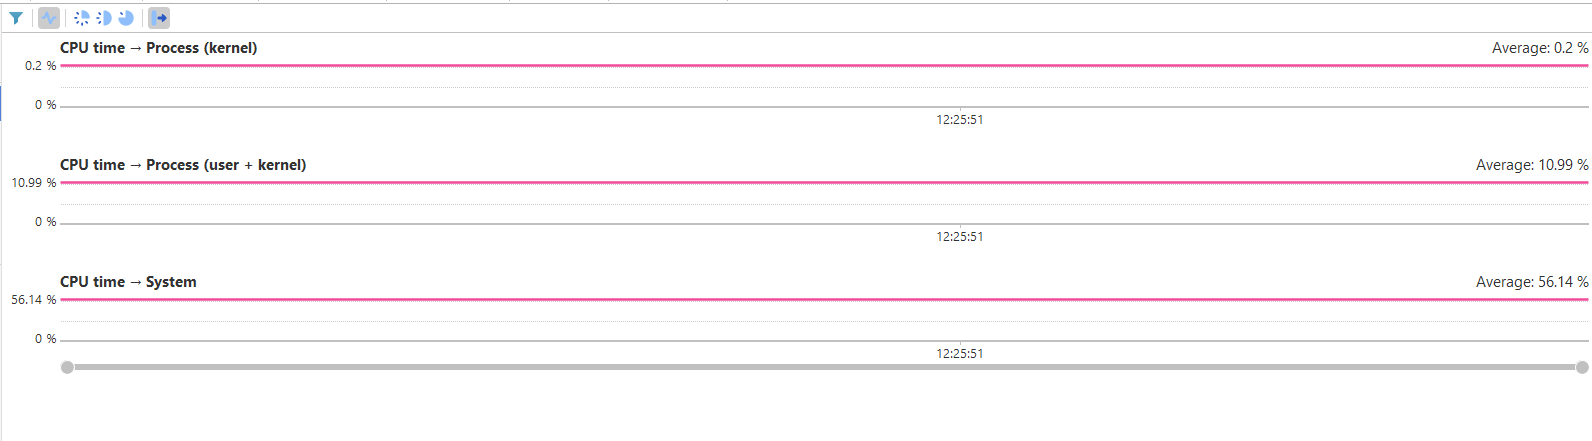 CPU time → Process (kernel)
Average: 0.2 %
0.2 %
0 %
12:25:51
CPU time → Process (user + kernel)
Average: 10.99 %
10.99 %
0 %
12:25:51
CPU time → System
Average: 56.14 %
56.14 %
0 %
12:25:51